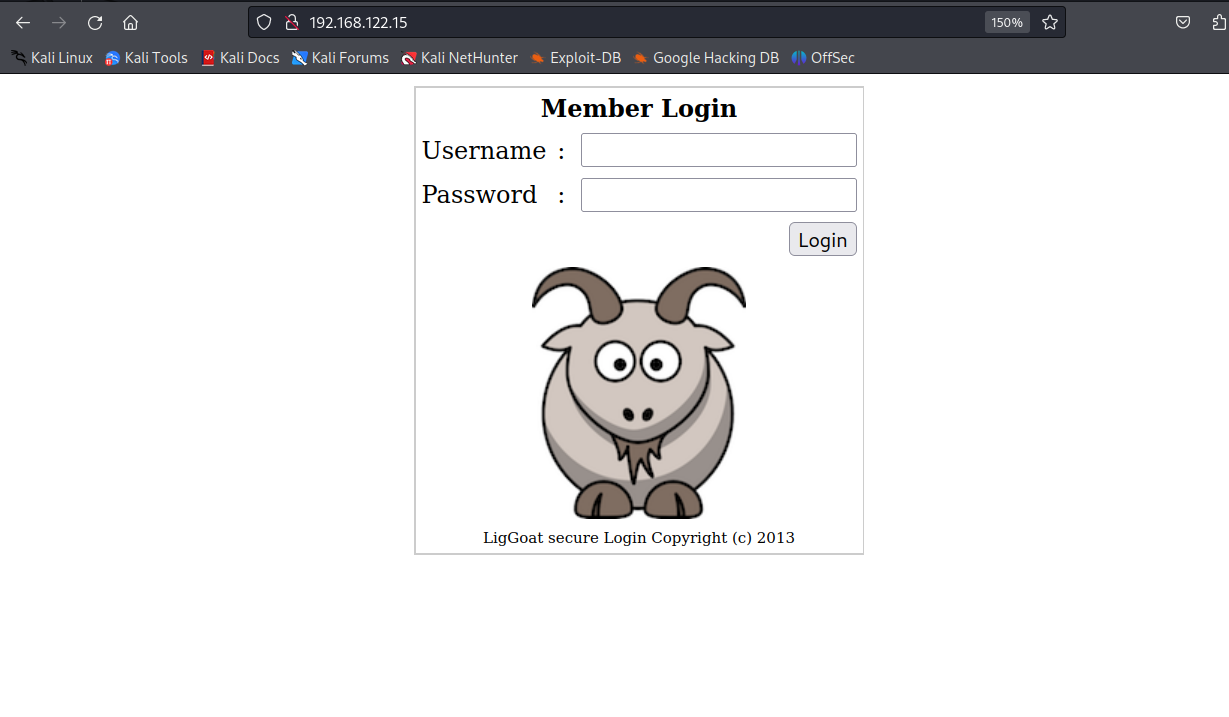 192.168.122.15
150%
Kali Linux Kali Tools Kali Docs Kali Forums Kali NetHunter Exploit-DB Google Hacking DB OffSec
Member Login
Username :
Password :
Login
LigGoat secure Login Copyright (c) 2013